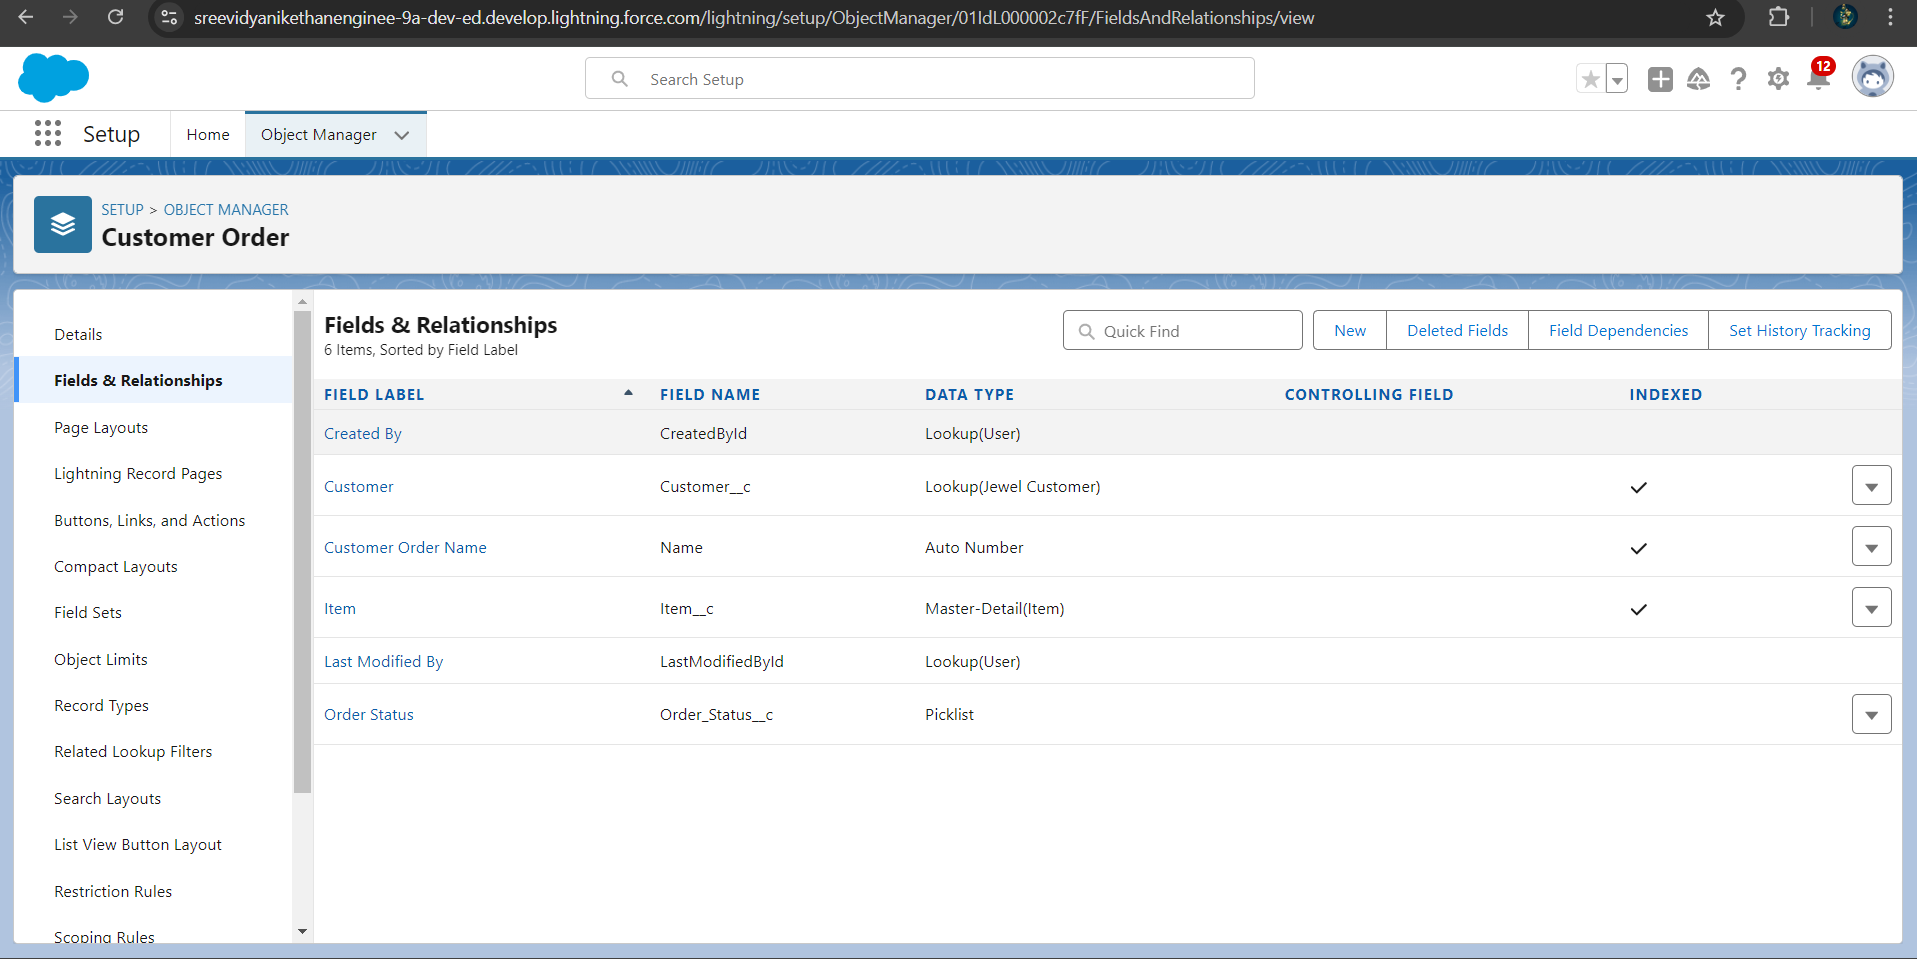 sreevidyanikethanenginee-9a-dev-ed.develop.lightning.force.com/lightning/setup/ObjectManager/01IdL000002c7fF/FieldsAndRelationships/view
Search Setup
12
Setup
Home
Object Manager
SETUP > OBJECT MANAGER
Customer Order
Details
Fields & Relationships
Page Layouts
Lightning Record Pages
Buttons, Links, and Actions
Compact Layouts
Field Sets
Object Limits
Record Types
Related Lookup Filters
Search Layouts
List View Button Layout
Restriction Rules
Scoping Rules
Fields & Relationships
6 Items, Sorted by Field Label
Quick Find
New
Deleted Fields
Field Dependencies
Set History Tracking
FIELD LABEL FIELD NAME DATA TYPE CONTROLLING FIELD INDEXED
Created By CreatedById Lookup(User)
Customer Customer__c Lookup(Jewel Customer)
Customer Order Name Name Auto Number
Item Item__c Master-Detail(Item)
Last Modified By LastModifiedById Lookup(User)
Order Status Order_Status__c Picklist